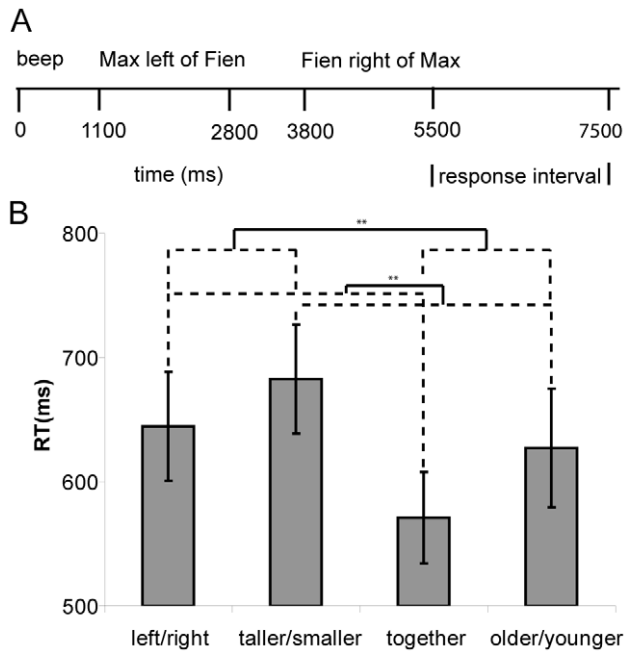 A
beep Max left of Fien Fien right of Max
0 1100 2800 3800 5500 7500
time (ms) response interval
B
800
**
**
700
RT(ms)
600
500
left/right taller/smaller together older/younger